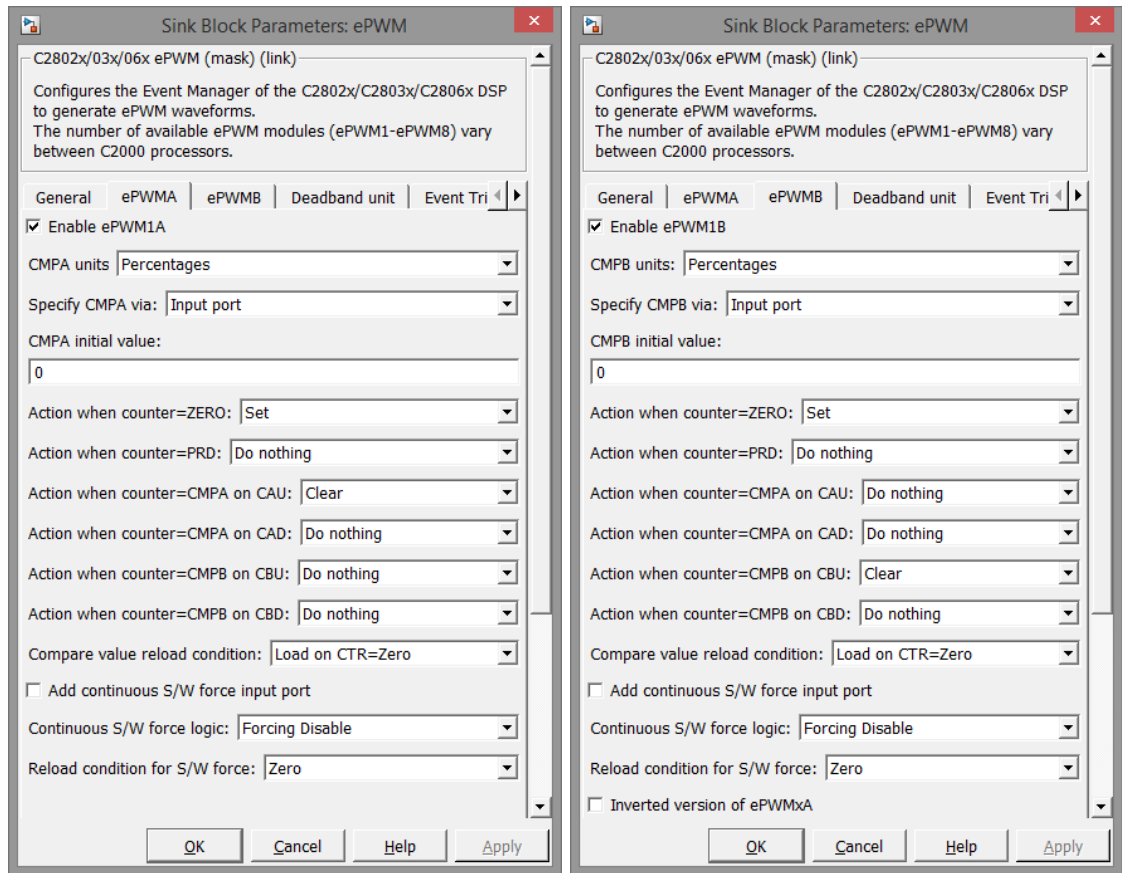 Sink Block Parameters: ePWM
C2802x/03x/06x ePWM (mask) (link)
Configures the Event Manager of the C2802x/C2803x/C2806x DSP
to generate ePWM waveforms.
The number of available ePWM modules (ePWM1-ePWM8) vary
between C2000 processors.
General ePWMA ePWMB Deadband unit Event Tri
Enable ePWM1A
CMPA units Percentages
Specify CMPA via: Input port
CMPA initial value:
0
Action when counter=ZERO: Set
Action when counter=PRD: Do nothing
Action when counter=CMPA on CAU: Clear
Action when counter=CMPA on CAD: Do nothing
Action when counter=CMPB on CBU: Do nothing
Action when counter=CMPB on CBD: Do nothing
Compare value reload condition: Load on CTR=Zero
Add continuous S/W force input port
Continuous S/W force logic: Forcing Disable
Reload condition for S/W force: Zero
OK Cancel Help Apply
Sink Block Parameters: ePWM
C2802x/03x/06x ePWM (mask) (link)
Configures the Event Manager of the C2802x/C2803x/C2806x DSP
to generate ePWM waveforms.
The number of available ePWM modules (ePWM1-ePWM8) vary
between C2000 processors.
General ePWMA ePWMB Deadband unit Event Tri
Enable ePWM1B
CMPB units: Percentages
Specify CMPB via: Input port
CMPB initial value:
0
Action when counter=ZERO: Set
Action when counter=PRD: Do nothing
Action when counter=CMPA on CAU: Do nothing
Action when counter=CMPA on CAD: Do nothing
Action when counter=CMPB on CBU: Clear
Action when counter=CMPB on CBD: Do nothing
Compare value reload condition: Load on CTR=Zero
Add continuous S/W force input port
Continuous S/W force logic: Forcing Disable
Reload condition for S/W force: Zero
Inverted version of ePWMxA
OK Cancel Help Apply